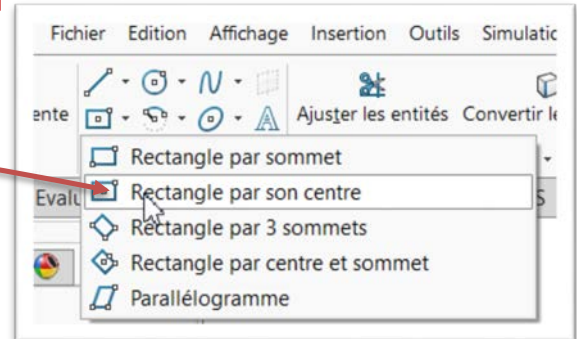 Fichier Edition Affichage Insertion Outils Simulatio
ente Ajuster les entités Convertir le
Rectangle par sommet
Evalu Rectangle par son centre S
Rectangle par 3 sommets
Rectangle par centre et sommet
Parallélogramme